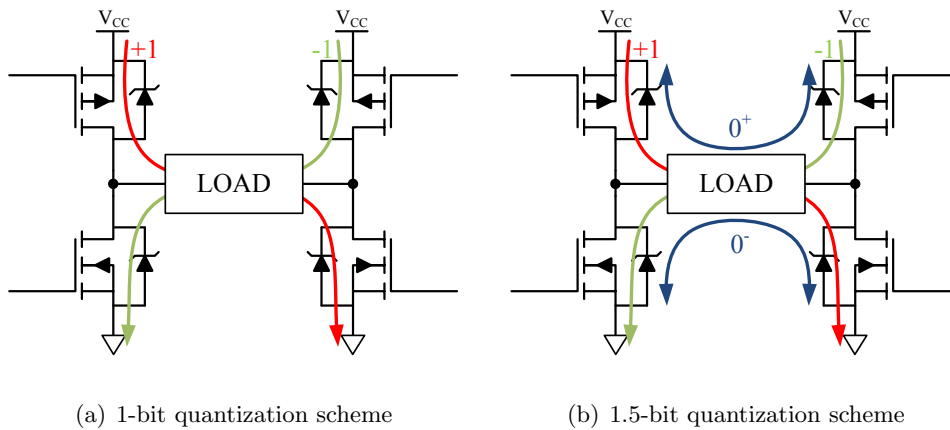 V_CC V_CC V_CC V_CC
+1 -1 +1 -1
0⁺
LOAD LOAD
0⁻
(a) 1-bit quantization scheme
(b) 1.5-bit quantization scheme